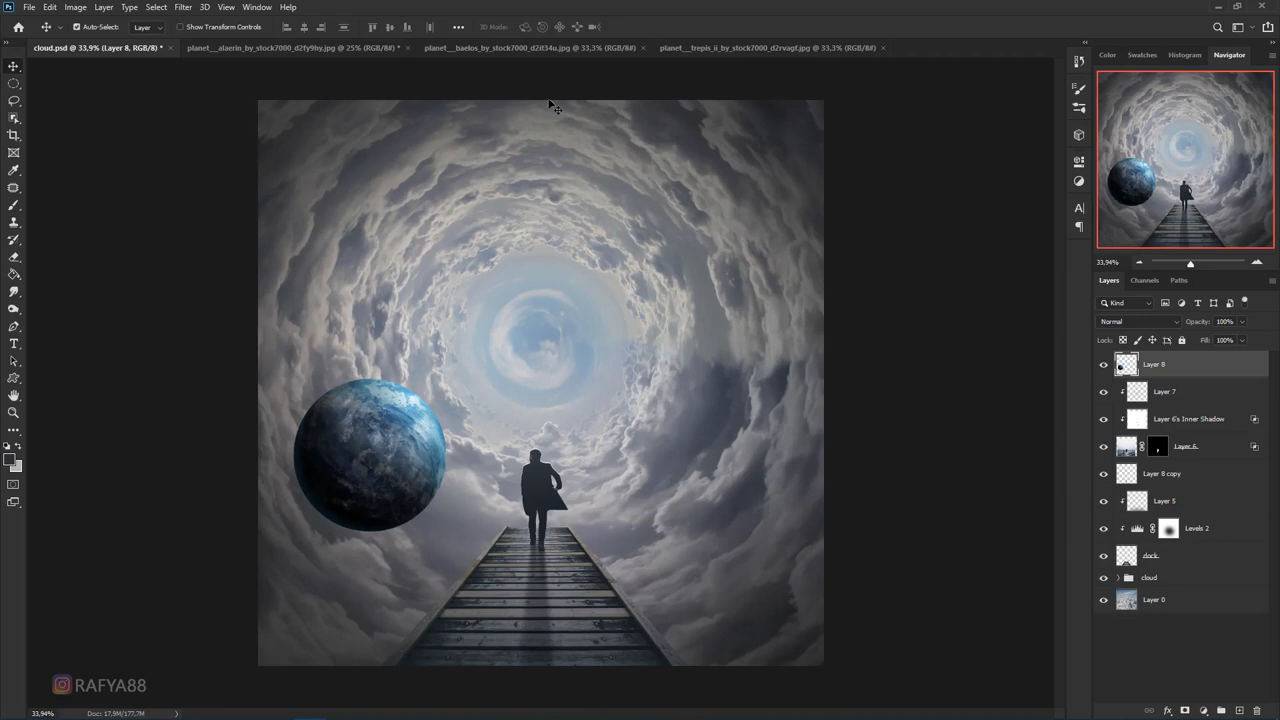 File Edit Image Layer Type Select Filter 3D View Window Help
Auto-Select: Layer Show Transform Controls 3D Mode:
cloud.psd @ 33,9% (Layer 8, RGB/8) * planet__alaerin_by_stock7000_d2fy9hy.jpg @ 25% (RGB/8#) * planet__baelos_by_stock7000_d2it34u.jpg @ 33,3% (RGB/8#) planet__trepis_ii_by_stock7000_d2rvagf.jpg @ 33,3% (RGB/8#)
Color Swatches Histogram Navigator
33,94%
Layers Channels Paths
Kind
Normal Opacity: 100%
Lock: Fill: 100%
Layer 8
Layer 7
Layer 6's Inner Shadow
Layer 6
Layer 8 copy
Layer 5
Levels 2
dock
cloud
Layer 0
RAFYA88
33,94% Doc: 17,9M/177,7M